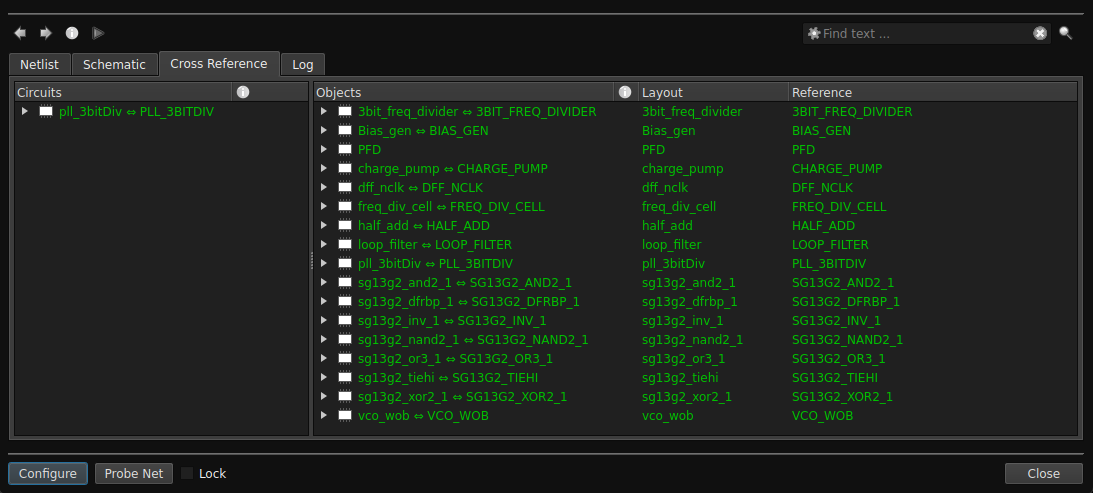 Find text ...
Netlist Schematic Cross Reference Log
Circuits
pll_3bitDiv ⇔ PLL_3BITDIV
Objects Layout Reference
3bit_freq_divider ⇔ 3BIT_FREQ_DIVIDER 3bit_freq_divider 3BIT_FREQ_DIVIDER
Bias_gen ⇔ BIAS_GEN Bias_gen BIAS_GEN
PFD PFD PFD
charge_pump ⇔ CHARGE_PUMP charge_pump CHARGE_PUMP
dff_nclk ⇔ DFF_NCLK dff_nclk DFF_NCLK
freq_div_cell ⇔ FREQ_DIV_CELL freq_div_cell FREQ_DIV_CELL
half_add ⇔ HALF_ADD half_add HALF_ADD
loop_filter ⇔ LOOP_FILTER loop_filter LOOP_FILTER
pll_3bitDiv ⇔ PLL_3BITDIV pll_3bitDiv PLL_3BITDIV
sg13g2_and2_1 ⇔ SG13G2_AND2_1 sg13g2_and2_1 SG13G2_AND2_1
sg13g2_dfrbp_1 ⇔ SG13G2_DFRBP_1 sg13g2_dfrbp_1 SG13G2_DFRBP_1
sg13g2_inv_1 ⇔ SG13G2_INV_1 sg13g2_inv_1 SG13G2_INV_1
sg13g2_nand2_1 ⇔ SG13G2_NAND2_1 sg13g2_nand2_1 SG13G2_NAND2_1
sg13g2_or3_1 ⇔ SG13G2_OR3_1 sg13g2_or3_1 SG13G2_OR3_1
sg13g2_tiehi ⇔ SG13G2_TIEHI sg13g2_tiehi SG13G2_TIEHI
sg13g2_xor2_1 ⇔ SG13G2_XOR2_1 sg13g2_xor2_1 SG13G2_XOR2_1
vco_wob ⇔ VCO_WOB vco_wob VCO_WOB
Configure Probe Net Lock Close